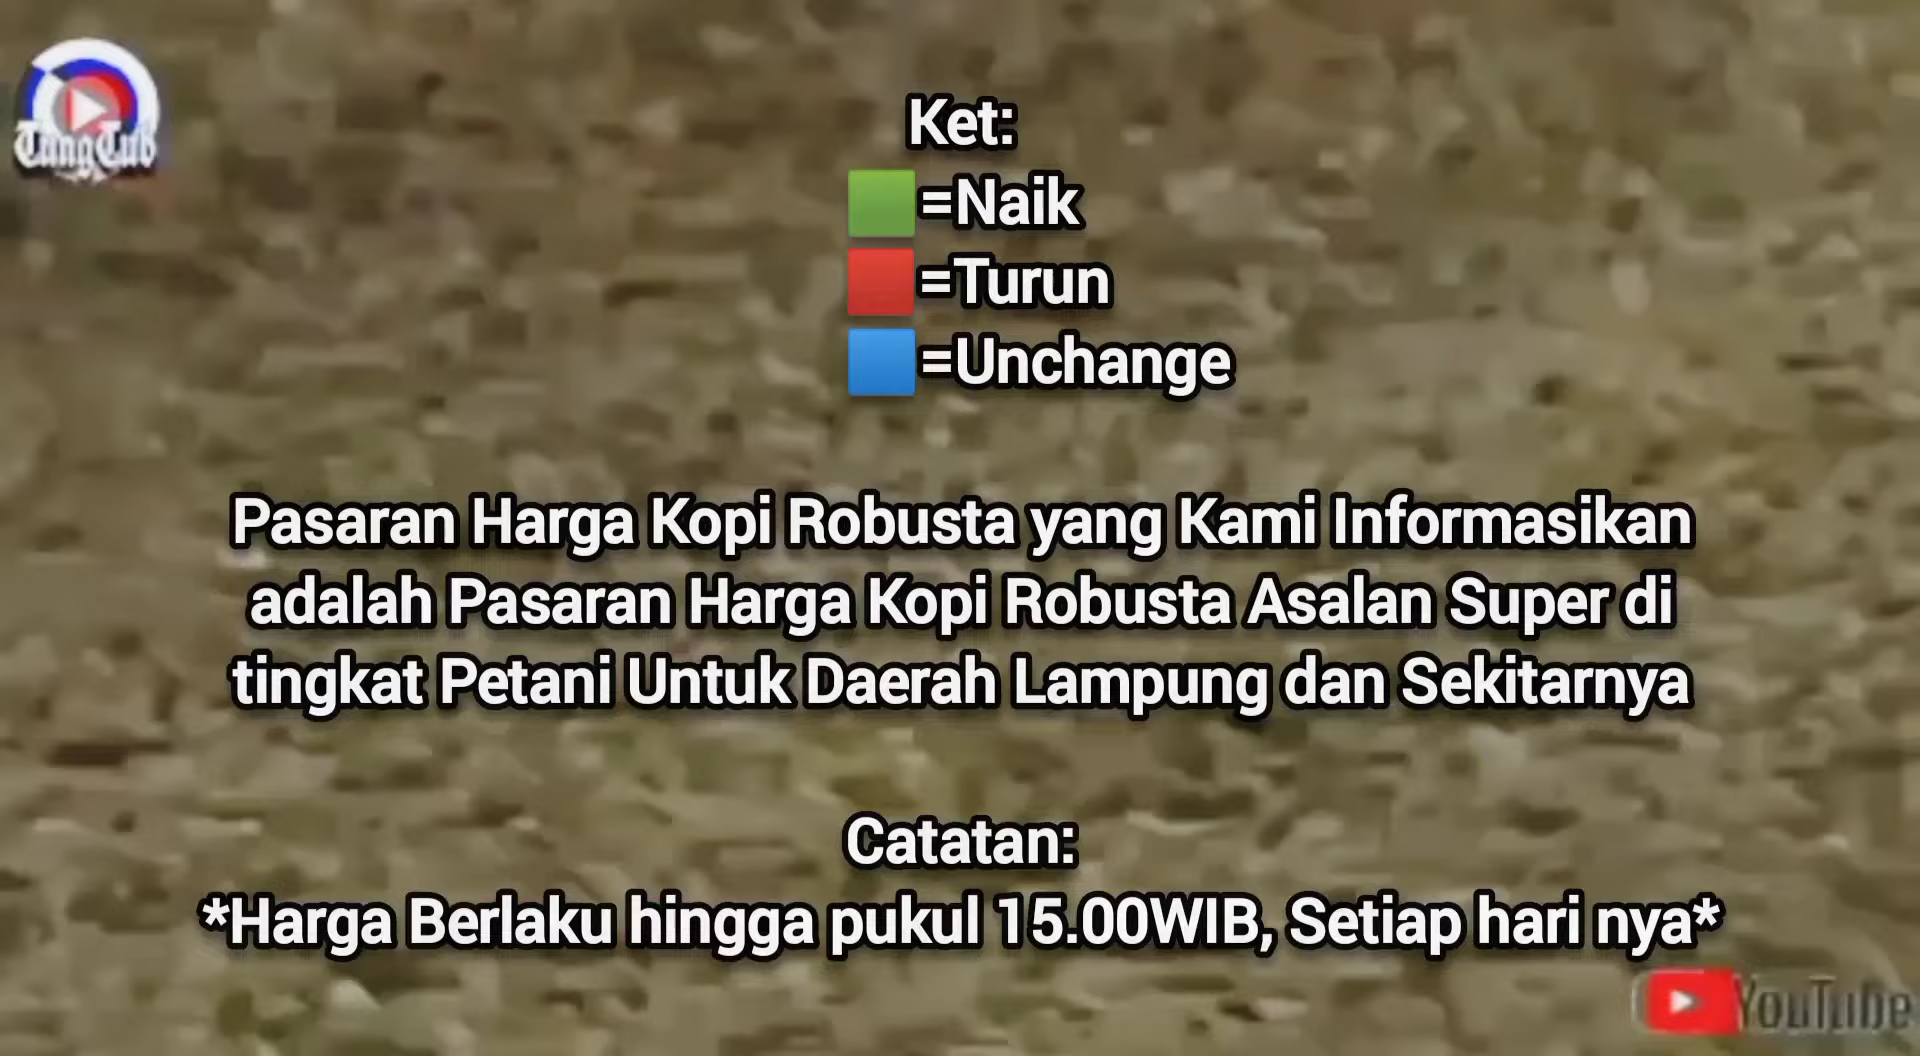 TangTub
Ket:
🟩=Naik
🟥=Turun
🟦=Unchange
Pasaran Harga Kopi Robusta yang Kami Informasikan
adalah Pasaran Harga Kopi Robusta Asalan Super di
tingkat Petani Untuk Daerah Lampung dan Sekitarnya
Catatan:
*Harga Berlaku hingga pukul 15.00WIB, Setiap hari nya*
YouTube